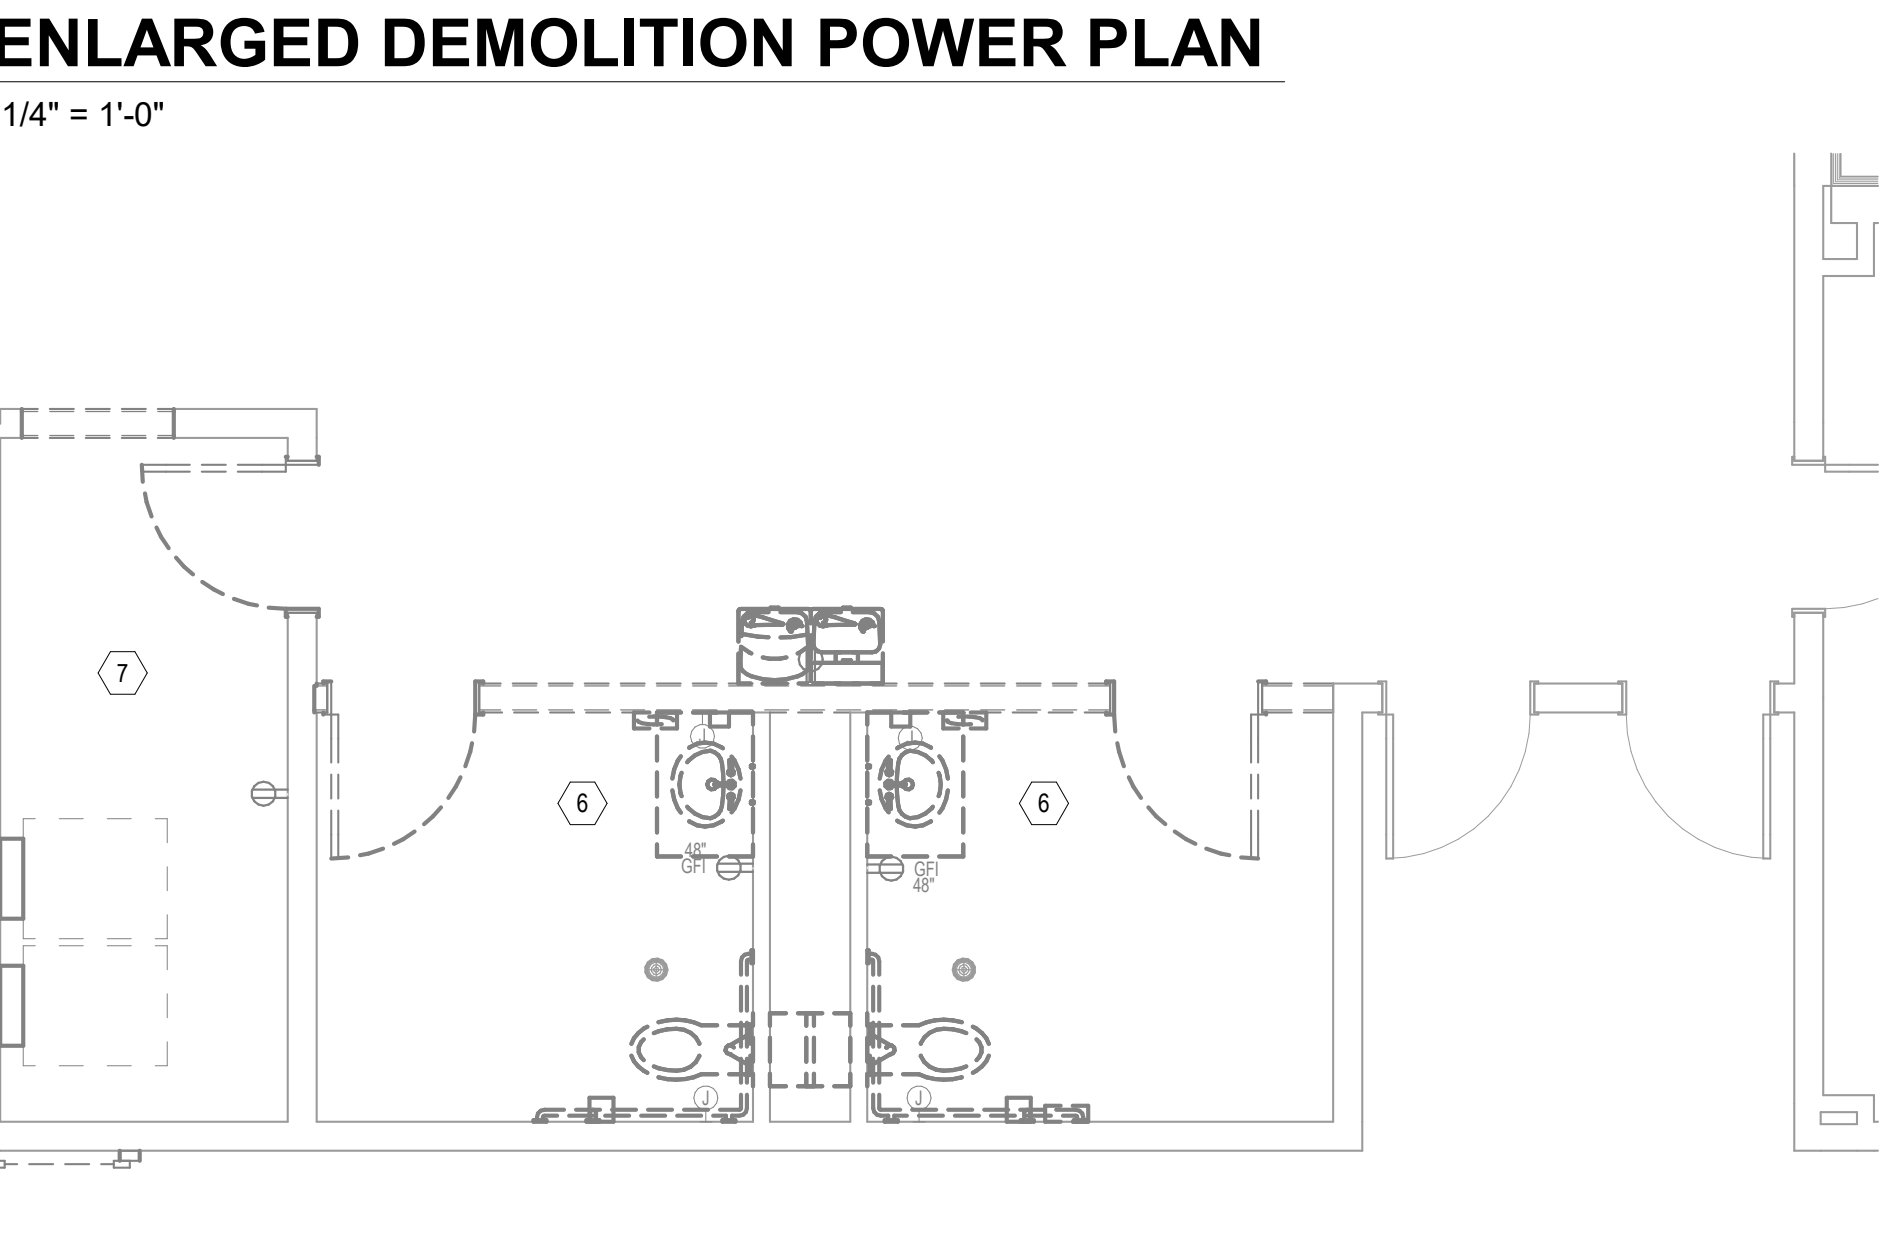 ENLARGED DEMOLITION POWER PLAN
1/4" = 1'-0"
7
J
J
6
6
48"
GFI
GFI
48"
J
J